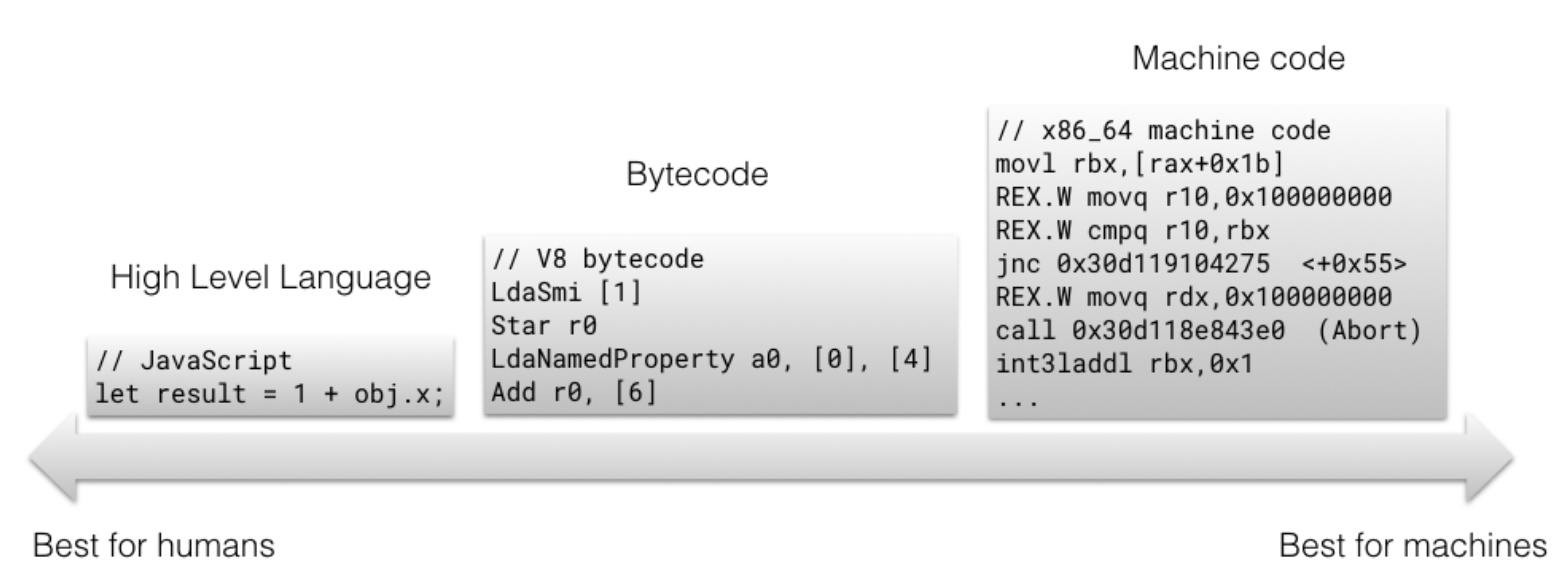 High Level Language
// JavaScript
let result = 1 + obj.x;
Bytecode
// V8 bytecode
LdaSmi [1]
Star r0
LdaNamedProperty a0, [0], [4]
Add r0, [6]
Machine code
// x86_64 machine code
movl rbx,[rax+0x1b]
REX.W movq r10,0x100000000
REX.W cmpq r10,rbx
jnc 0x30d119104275  <+0x55>
REX.W movq rdx,0x100000000
call 0x30d118e843e0  (Abort)
int3laddl rbx,0x1
...
Best for humans
Best for machines